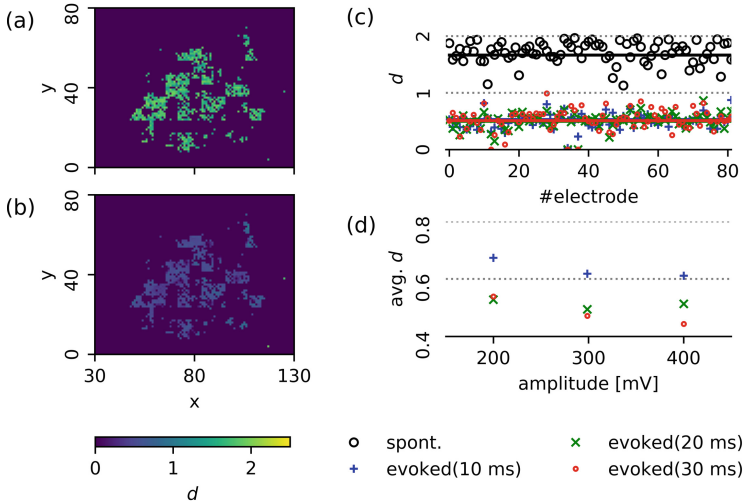 (a)
80
y
40
0
(b)
80
y
40
0
30 80 130
x
0 1 2
d
(c)
2
d
1
0
0 20 40 60 80
#electrode
(d)
0.8
avg. d
0.6
0.4
200 300 400
amplitude [mV]
spont.
evoked(10 ms)
evoked(20 ms)
evoked(30 ms)